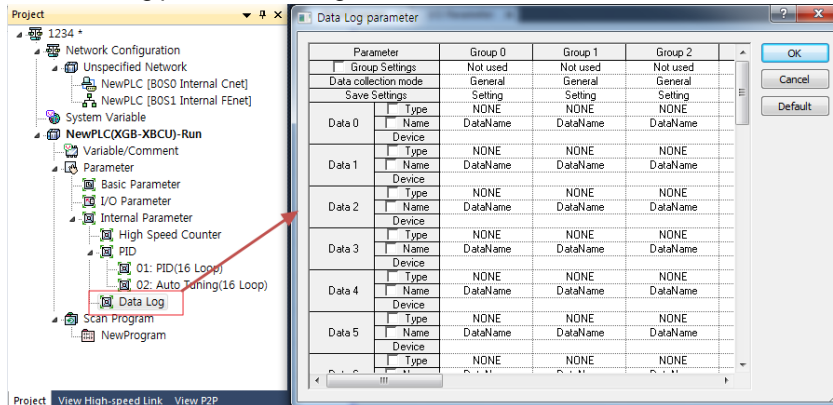 Project
1234 *
Network Configuration
Unspecified Network
NewPLC [B0S0 Internal Cnet]
NewPLC [B0S1 Internal FEnet]
System Variable
NewPLC(XGB-XBCU)-Run
Variable/Comment
Parameter
Basic Parameter
I/O Parameter
Internal Parameter
High Speed Counter
PID
01: PID(16 Loop)
02: Auto Tuning(16 Loop)
Data Log
Scan Program
NewProgram
Project View High-speed Link View P2P
Data Log parameter
Parameter Group 0 Group 1 Group 2
Group Settings Not used Not used Not used
Data collection mode General General General
Save Settings Setting Setting Setting
Data 0 Type NONE NONE NONE
Name DataName DataName DataName
Device
Data 1 Type NONE NONE NONE
Name DataName DataName DataName
Device
Data 2 Type NONE NONE NONE
Name DataName DataName DataName
Device
Data 3 Type NONE NONE NONE
Name DataName DataName DataName
Device
Data 4 Type NONE NONE NONE
Name DataName DataName DataName
Device
Data 5 Type NONE NONE NONE
Name DataName DataName DataName
Device
Type NONE NONE NONE
OK
Cancel
Default